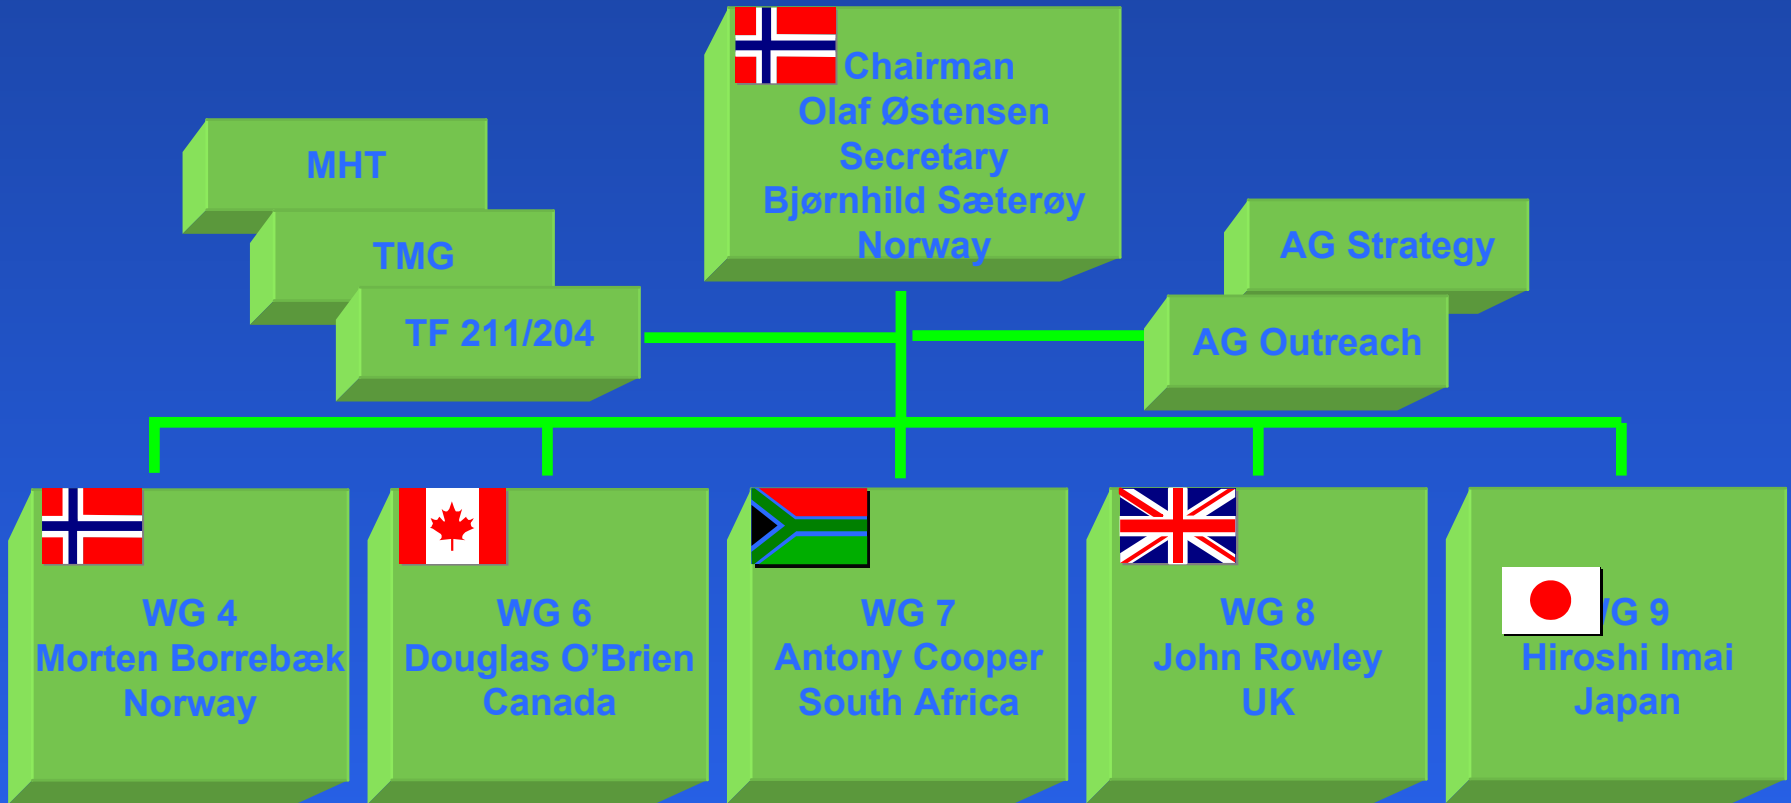 Chairman
Olaf Østensen
Secretary
Bjørnhild Sæterøy
Norway
MHT
TMG
TF 211/204
AG Strategy
AG Outreach
WG 4
Morten Borrebæk
Norway
WG 6
Douglas O’Brien
Canada
WG 7
Antony Cooper
South Africa
WG 8
John Rowley
UK
WG 9
Hiroshi Imai
Japan